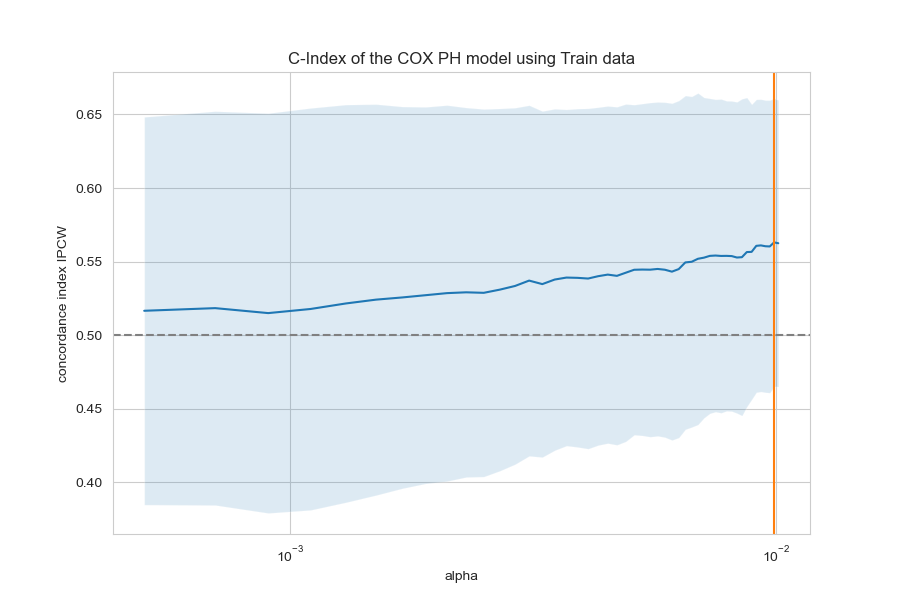 C-Index of the COX PH model using Train data
concordance index IPCW
0.65
0.60
0.55
0.50
0.45
0.40
10⁻³
10⁻²
alpha